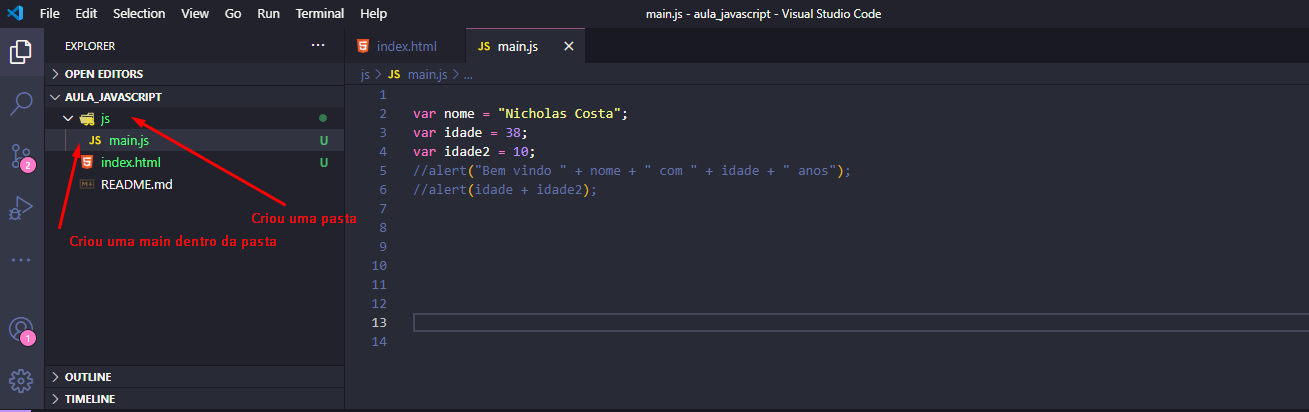 File Edit Selection View Go Run Terminal Help
main.js - aula_javascript - Visual Studio Code
EXPLORER
OPEN EDITORS
AULA_JAVASCRIPT
js
JS main.js U
index.html U
README.md
Criou uma pasta
Criou uma main dentro da pasta
2
1
OUTLINE
TIMELINE
index.html
JS main.js
js > JS main.js > ...
1
2 var nome = "Nicholas Costa";
3 var idade = 38;
4 var idade2 = 10;
5 //alert("Bem vindo " + nome + " com " + idade + " anos");
6 //alert(idade + idade2);
7
8
9
10
11
12
13
14